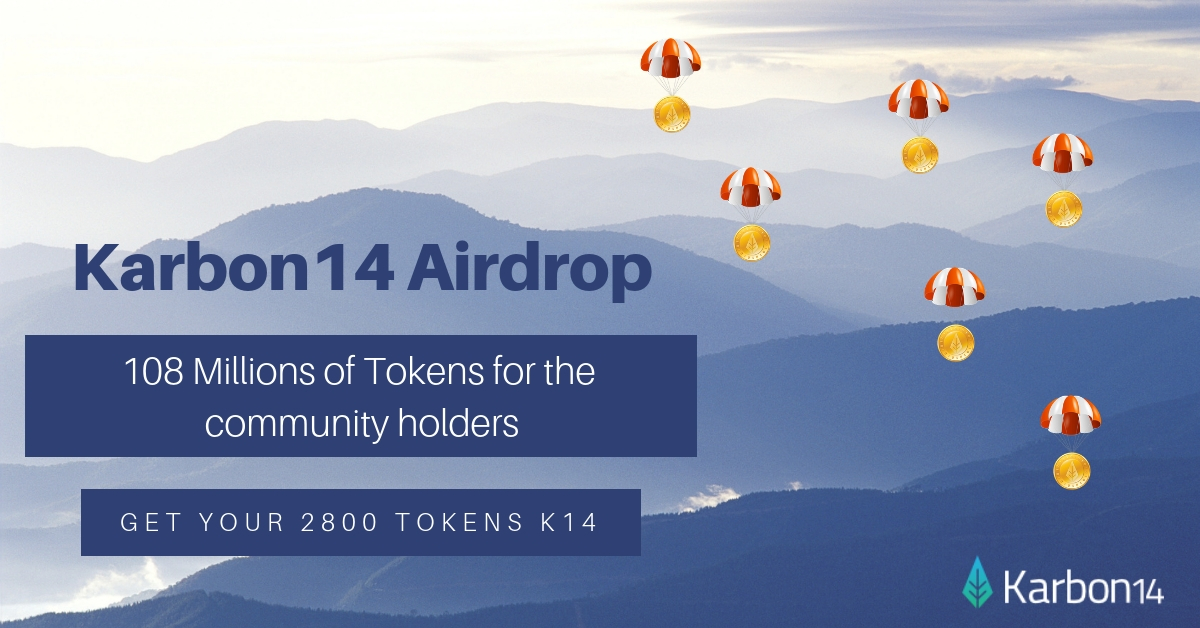 Karbon14 Airdrop
108 Millions of Tokens for the
community holders
GET YOUR 2800 TOKENS K14
Karbon14